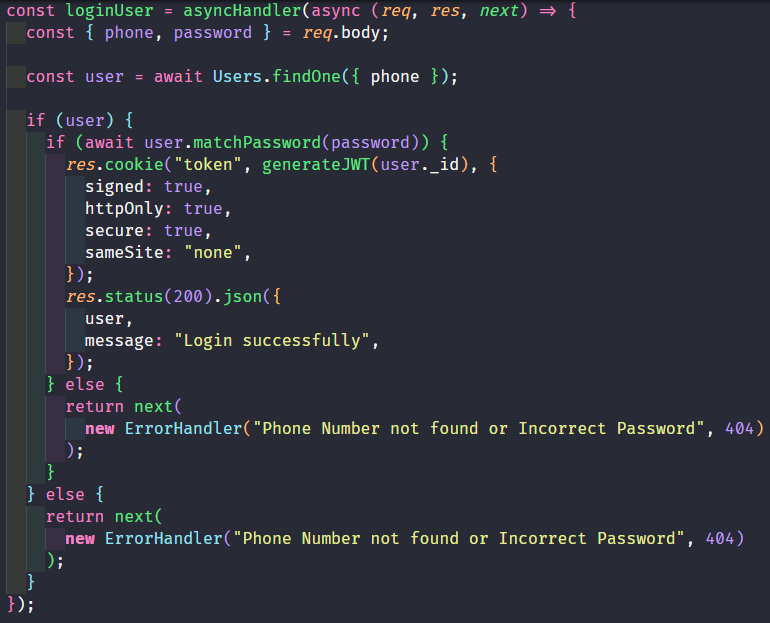 const loginUser = asyncHandler(async (req, res, next) => {
  const { phone, password } = req.body;

  const user = await Users.findOne({ phone });

  if (user) {
    if (await user.matchPassword(password)) {
      res.cookie("token", generateJWT(user._id), {
        signed: true,
        httpOnly: true,
        secure: true,
        sameSite: "none",
      });
      res.status(200).json({
        user,
        message: "Login successfully",
      });
    } else {
      return next(
        new ErrorHandler("Phone Number not found or Incorrect Password", 404)
      );
    }
  } else {
    return next(
      new ErrorHandler("Phone Number not found or Incorrect Password", 404)
    );
  }
});